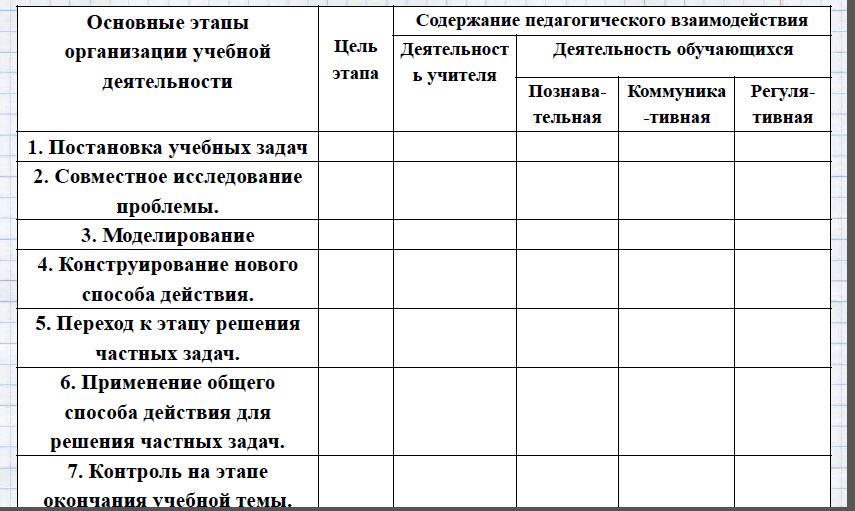 Основные этапы
организации учебной
деятельности
Цель
этапа
Содержание педагогического взаимодействия
Деятельност
ь учителя
Деятельность обучающихся
Познава-
тельная
Коммуника
-тивная
Регуля-
тивная
1. Постановка учебных задач
2. Совместное исследование
проблемы.
3. Моделирование
4. Конструирование нового
способа действия.
5. Переход к этапу решения
частных задач.
6. Применение общего
способа действия для
решения частных задач.
7. Контроль на этапе
окончания учебной темы.